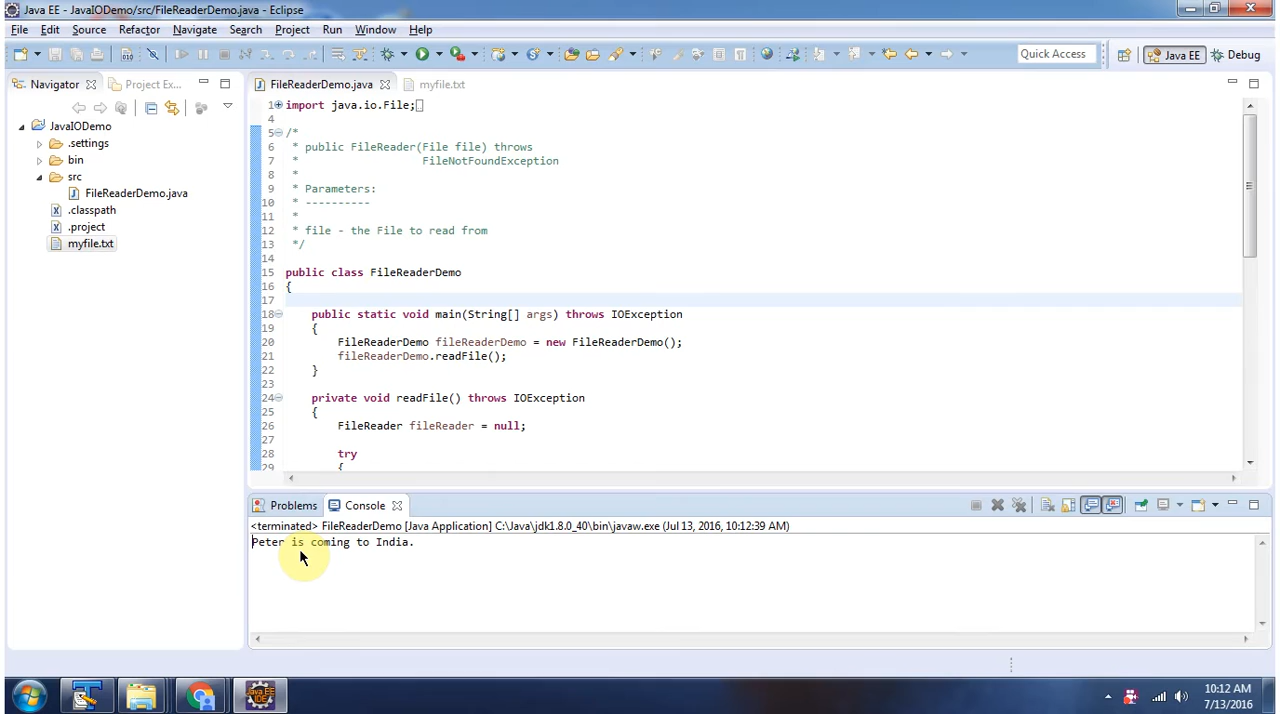 Java EE - JavaIODemo/src/FileReaderDemo.java - Eclipse
File Edit Source Refactor Navigate Search Project Run Window Help
Quick Access Java EE Debug
Navigator Project Ex... FileReaderDemo.java myfile.txt
JavaIODemo
.settings
bin
src
FileReaderDemo.java
.classpath
.project
myfile.txt
1 import java.io.File;
4
5 /*
6 * public FileReader(File file) throws
7 * FileNotFoundException
8 *
9 * Parameters:
10 * ----------
11 *
12 * file - the File to read from
13 */
14
15 public class FileReaderDemo
16 {
17
18 public static void main(String[] args) throws IOException
19 {
20 FileReaderDemo fileReaderDemo = new FileReaderDemo();
21 fileReaderDemo.readFile();
22 }
23
24 private void readFile() throws IOException
25 {
26 FileReader fileReader = null;
27
28 try
29 {
Problems Console
<terminated> FileReaderDemo [Java Application] C:\Java\jdk1.8.0_40\bin\javaw.exe (Jul 13, 2016, 10:12:39 AM)
Peter is coming to India.
Java EE
IDE
10:12 AM
7/13/2016